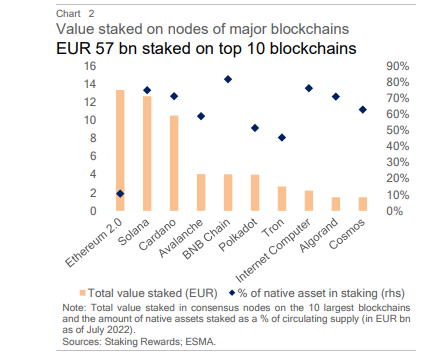 Chart 2
Value staked on nodes of major blockchains
EUR 57 bn staked on top 10 blockchains
16 90%
14 80%
12 70%
10 60%
8 50%
6 40%
4 30%
2 20%
0 10%
0%
Ethereum 2.0
Solana
Cardano
Avalanche
BNB Chain
Polkadot
Tron
Internet Computer
Algorand
Cosmos
Total value staked (EUR) % of native asset in staking (rhs)
Note: Total value staked in consensus nodes on the 10 largest blockchains
and the amount of native assets staked as a % of circulating supply (in EUR bn
as of July 2022).
Sources: Staking Rewards; ESMA.